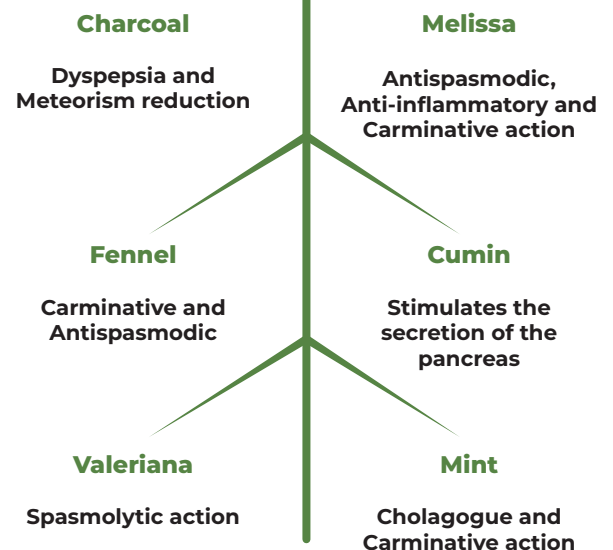 Charcoal
Dyspepsia and
Meteorism reduction
Melissa
Antispasmodic,
Anti-inflammatory and
Carminative action
Fennel
Carminative and
Antispasmodic
Cumin
Stimulates the
secretion of the
pancreas
Valeriana
Spasmolytic action
Mint
Cholagogue and
Carminative action